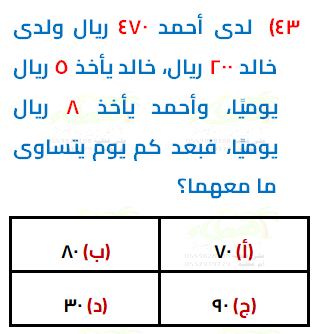 ٤٣) لدى أحمد ٤٧٠ ريال ولدى
خالد ٢٠٠ ريال، خالد يأخذ ٥ ريال
يوميًا، وأحمد يأخذ ٨ ريال
يوميًا، فبعد كم يوم يتساوى
ما معهما؟
(أ) ٧٠ (ب) ٨٠
(ج) ٩٠ (د) ٣٠